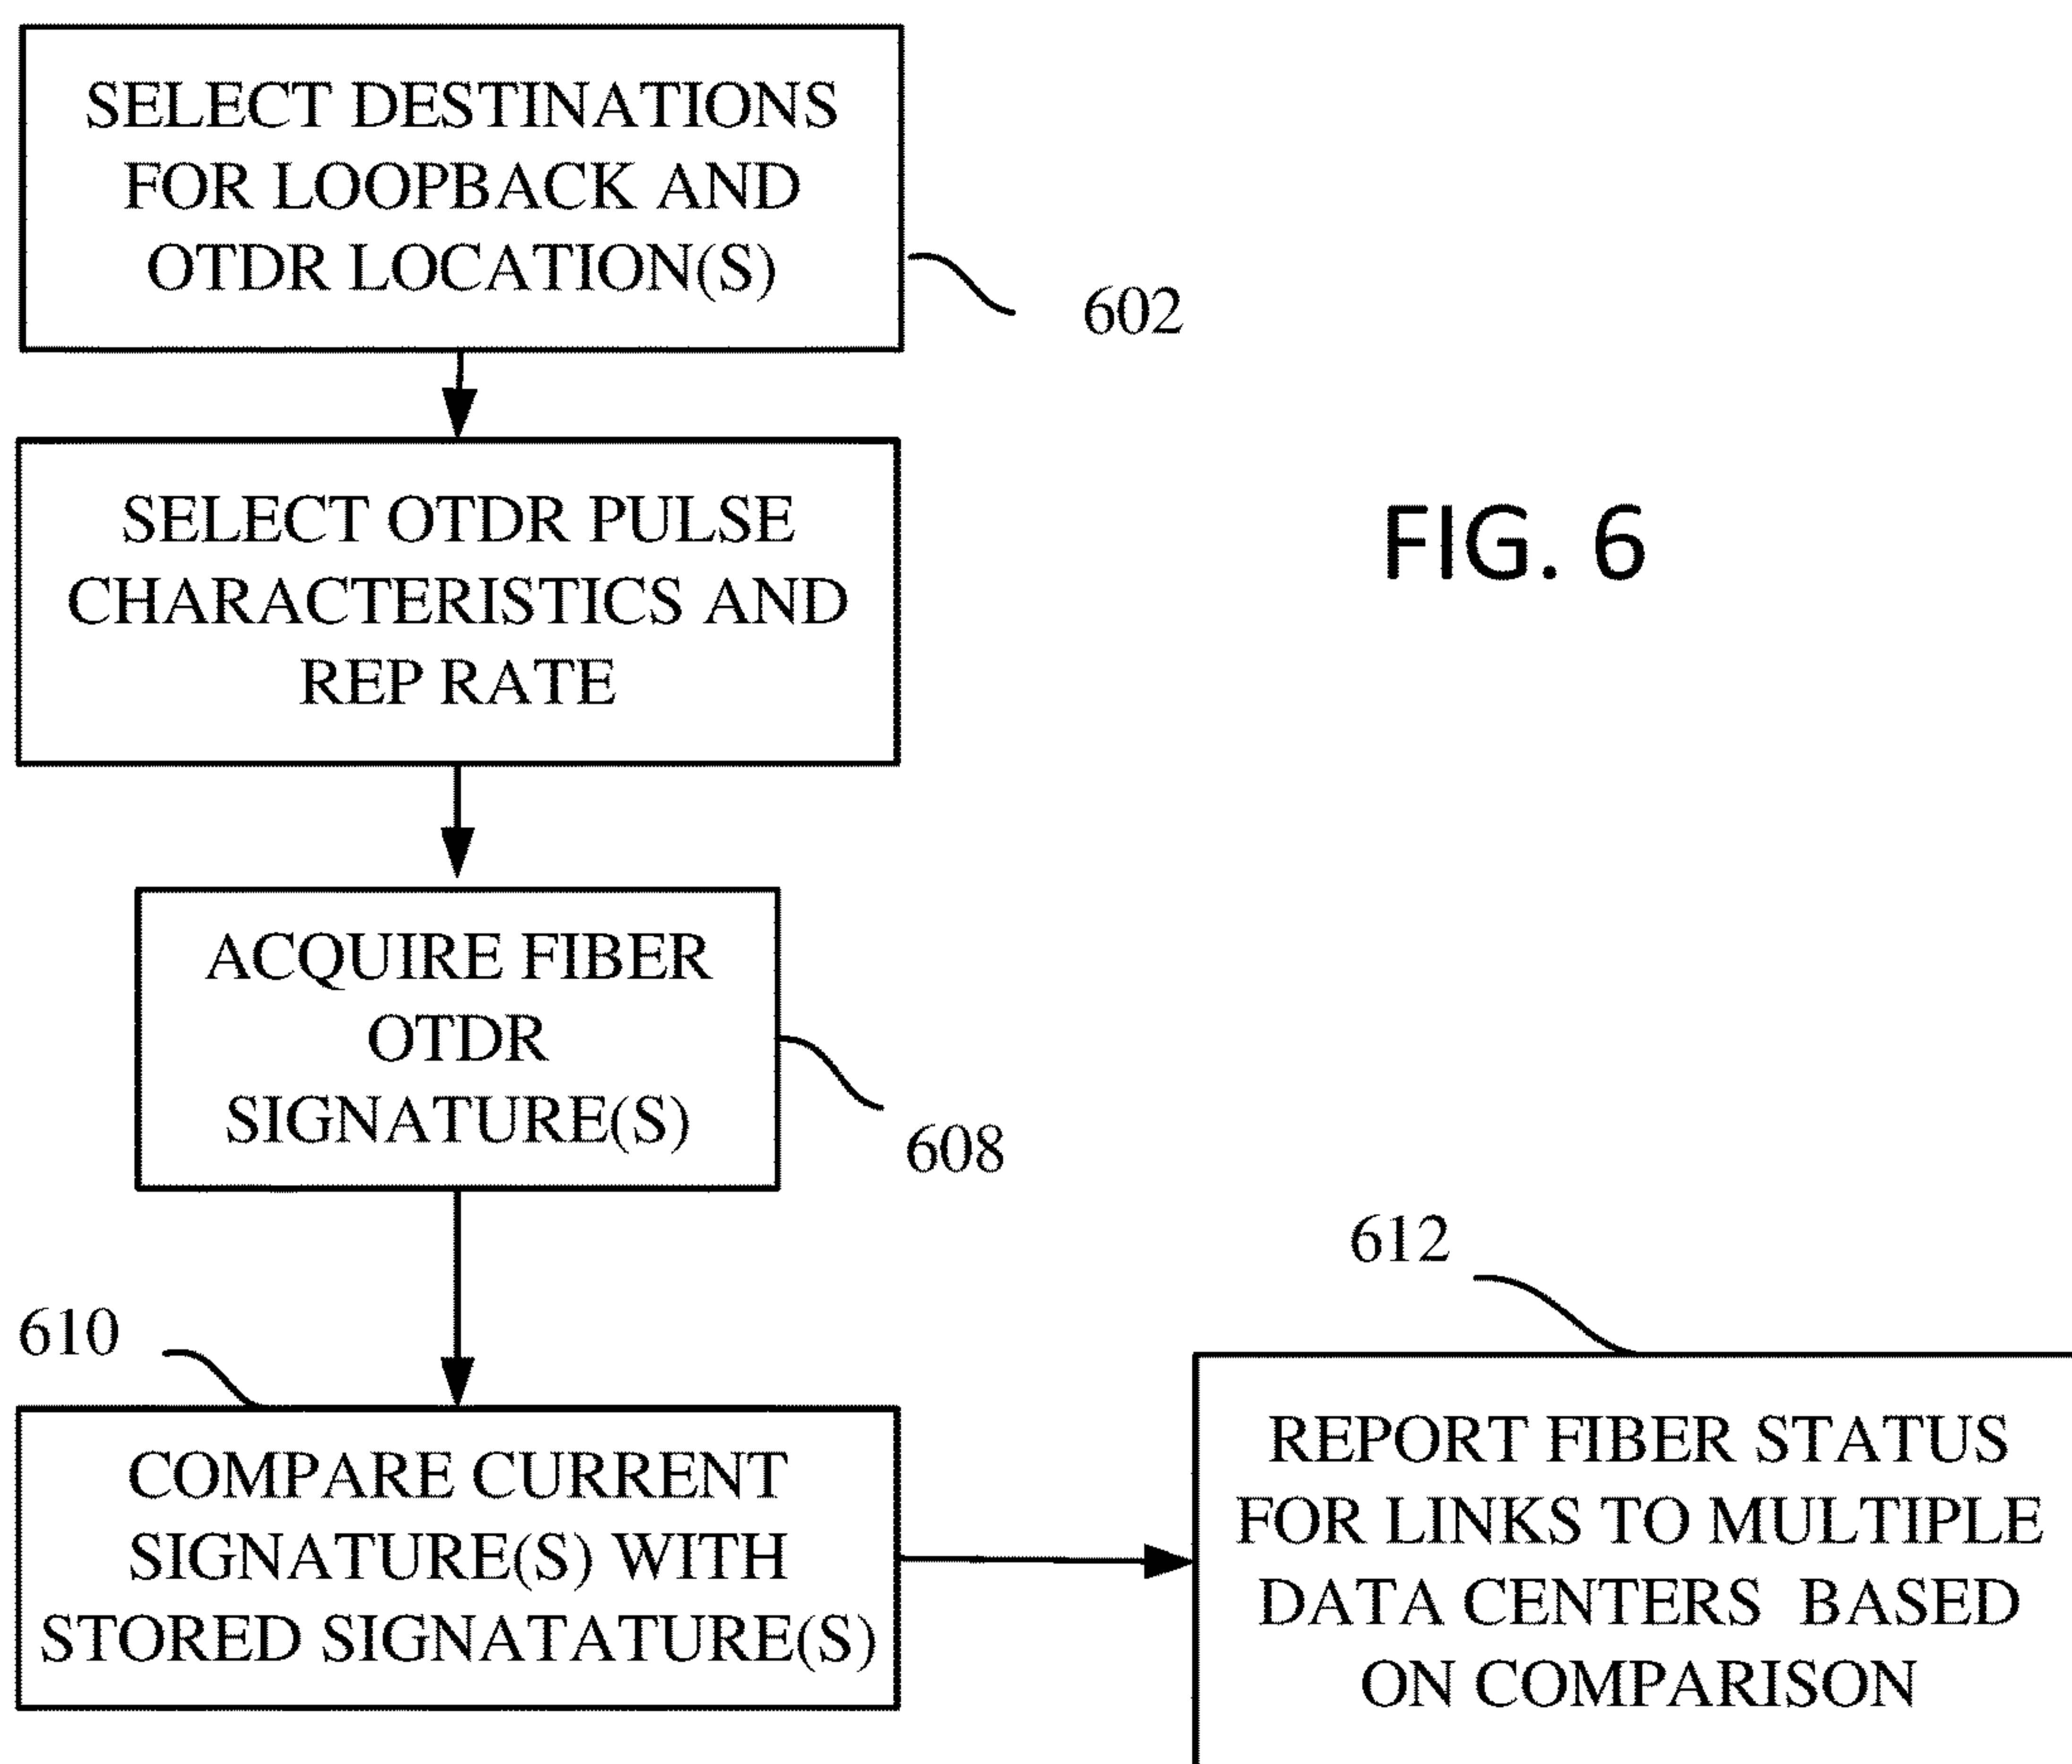 SELECT DESTINATIONS
FOR LOOPBACK AND
OTDR LOCATION(S)
602
SELECT OTDR PULSE
CHARACTERISTICS AND
REP RATE
FIG. 6
ACQUIRE FIBER
OTDR
SIGNATURE(S)
608
610
COMPARE CURRENT
SIGNATURE(S) WITH
STORED SIGNATATURE(S)
612
REPORT FIBER STATUS
FOR LINKS TO MULTIPLE
DATA CENTERS BASED
ON COMPARISON